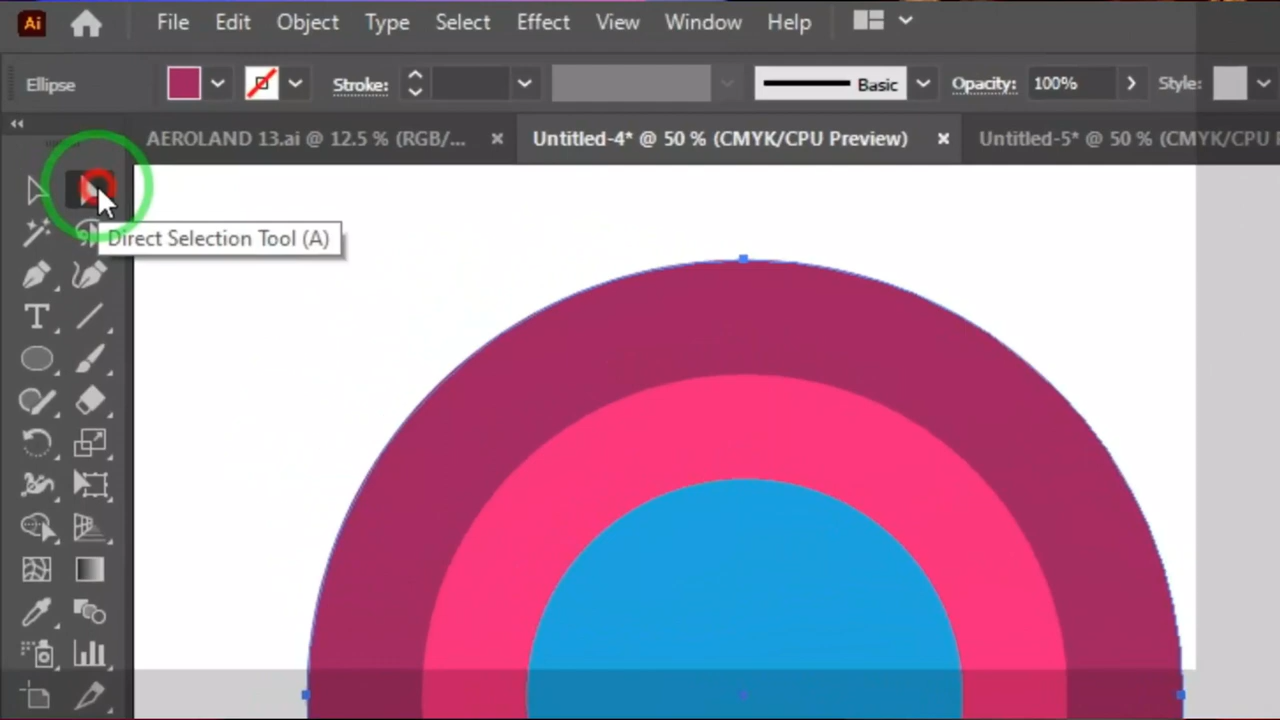 Ai File Edit Object Type Select Effect View Window Help
Ellipse Stroke: Basic Opacity: 100% Style:
AEROLAND 13.ai @ 12.5 % (RGB/... × Untitled-4* @ 50 % (CMYK/CPU Preview) × Untitled-5* @ 50 % (CMYK/CPU
Direct Selection Tool (A)